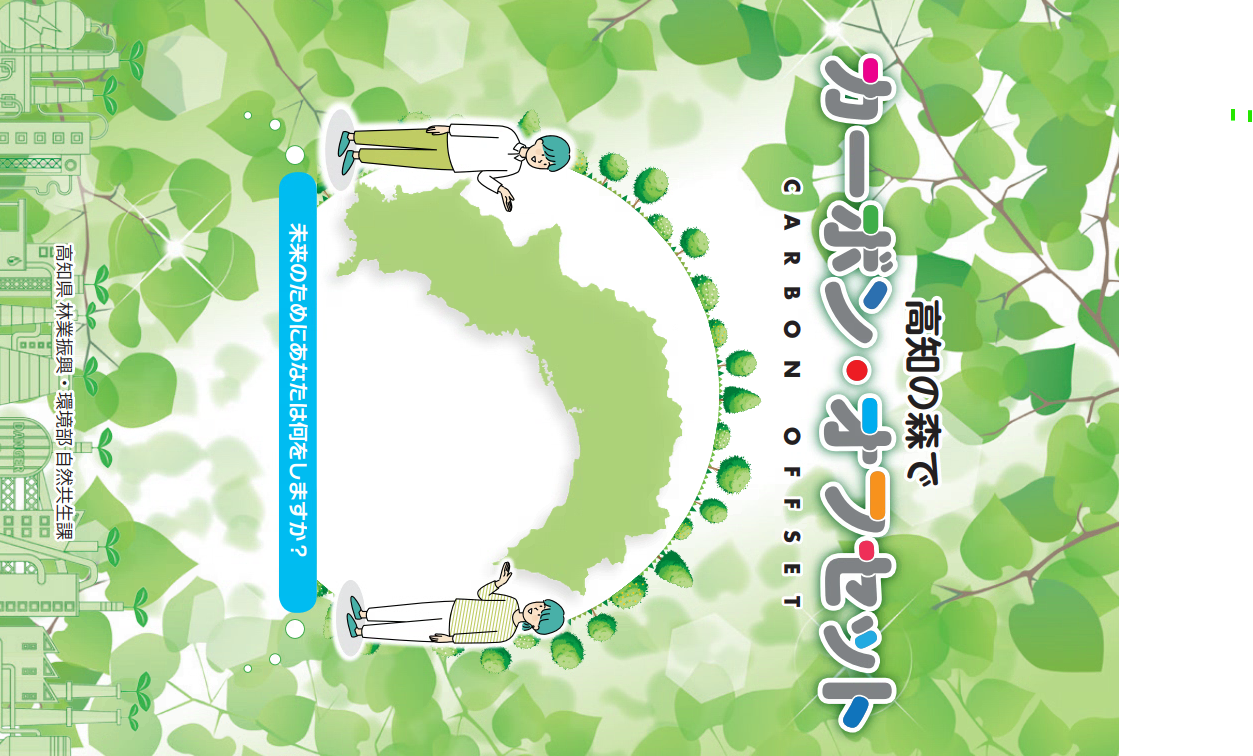 高知の森で
カーボン・オフセット
CARBON OFFSET
未来のためにあなたは何をしますか？
高知県 林業振興・環境部 自然共生課
DANGER